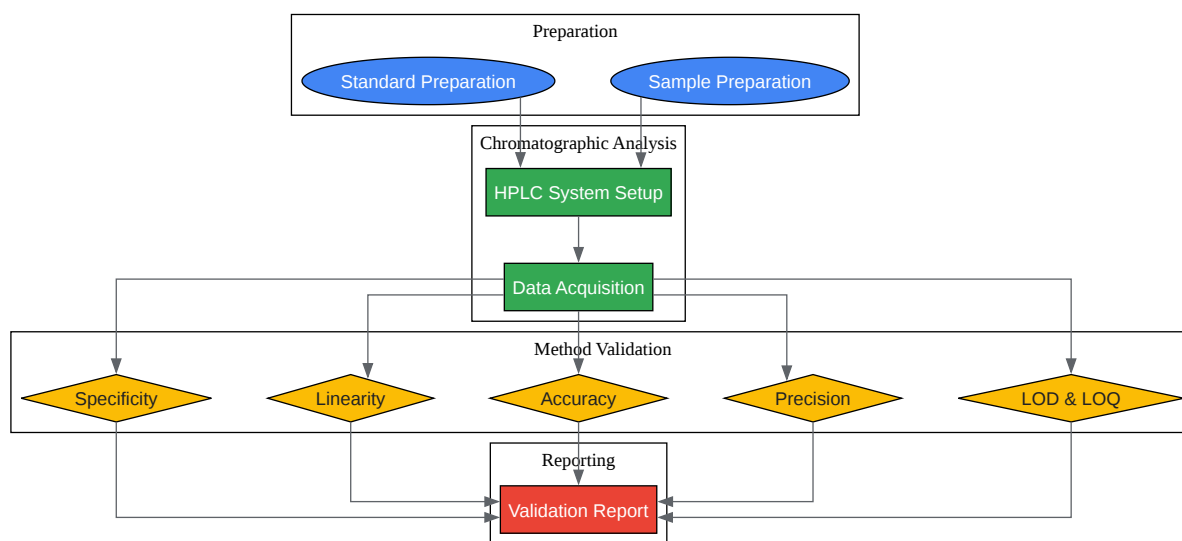 Preparation
Standard Preparation
Sample Preparation
Chromatographic Analysis
HPLC System Setup
Data Acquisition
Method Validation
Specificity
Linearity
Accuracy
Precision
LOD & LOQ
Reporting
Validation Report